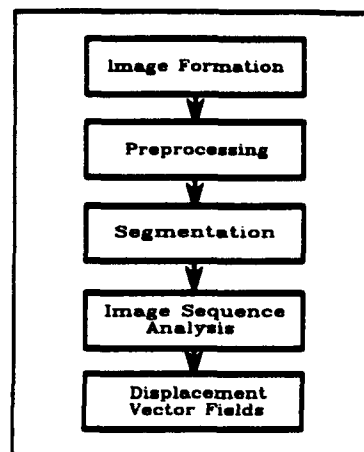 Image Formation
Preprocessing
Segmentation
Image Sequence
Analysis
Displacement
Vector Fields